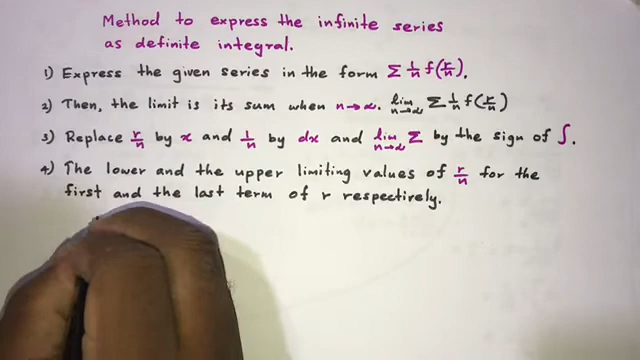 Method to express the infinite series
as definite integral.
1) Express the given series in the form Σ 1/n f(r/n).
2) Then, the limit is its sum when n→∞. lim n→∞ Σ 1/n f(r/n)
3) Replace r/n by x and 1/n by dx and lim n→∞ Σ by the sign of ∫.
4) The lower and the upper limiting values of r/n for the
first and the last term of r respectively.